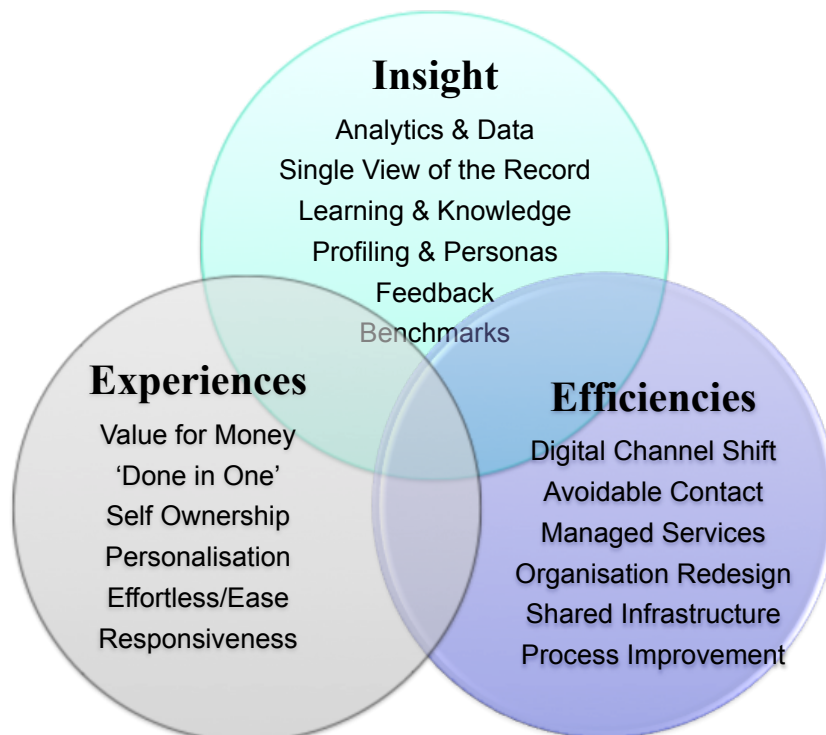 Insight
Analytics & Data
Single View of the Record
Learning & Knowledge
Profiling & Personas
Feedback
Benchmarks
Experiences
Value for Money
‘Done in One’
Self Ownership
Personalisation
Effortless/Ease
Responsiveness
Efficiencies
Digital Channel Shift
Avoidable Contact
Managed Services
Organisation Redesign
Shared Infrastructure
Process Improvement